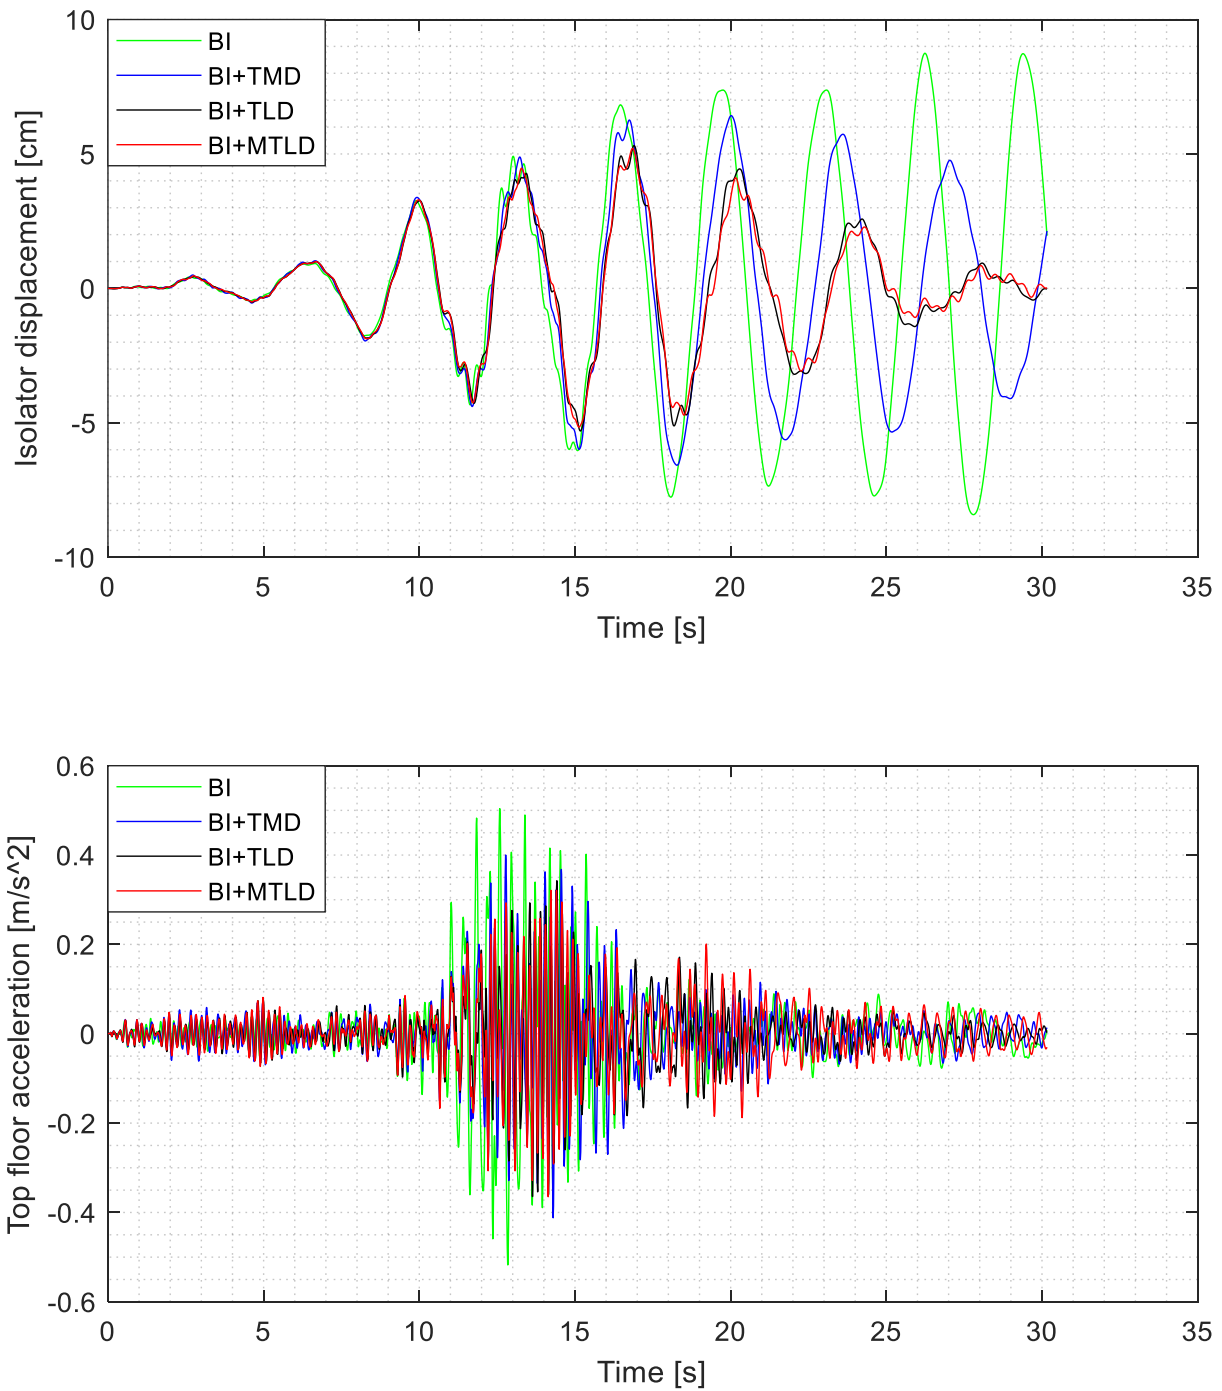 10
5
0
-5
-10
Isolator displacement [cm]
BI
BI+TMD
BI+TLD
BI+MTLD
0 5 10 15 20 25 30 35
Time [s]
0.6
0.4
0.2
0
-0.2
-0.4
-0.6
Top floor acceleration [m/s^2]
BI
BI+TMD
BI+TLD
BI+MTLD
0 5 10 15 20 25 30 35
Time [s]